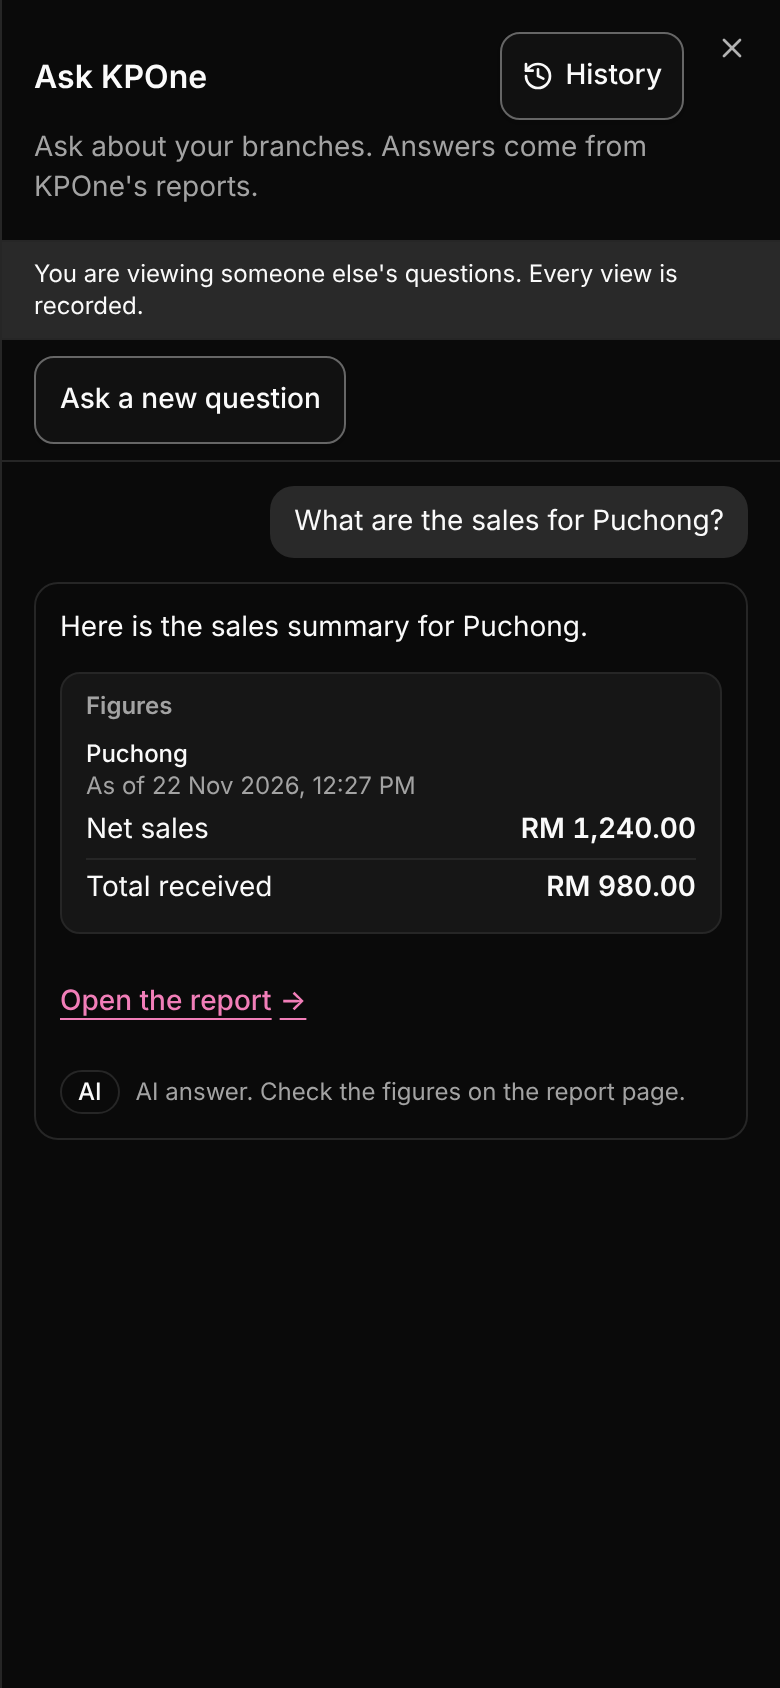 Ask KPOne
History
Ask about your branches. Answers come from
KPOne's reports.
You are viewing someone else's questions. Every view is
recorded.
Ask a new question
What are the sales for Puchong?
Here is the sales summary for Puchong.
Figures
Puchong
As of 22 Nov 2026, 12:27 PM
Net sales RM 1,240.00
Total received RM 980.00
Open the report →
AI AI answer. Check the figures on the report page.